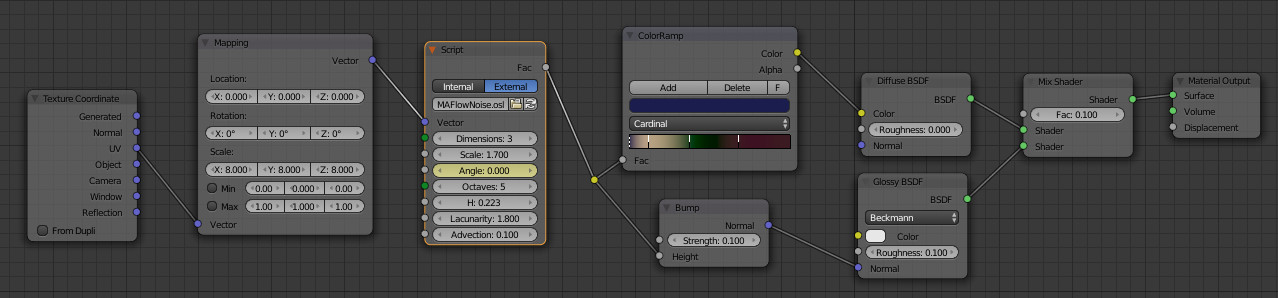 Texture Coordinate
Generated
Normal
UV
Object
Camera
Window
Reflection
From Dupli
Mapping
Vector
Location:
X: 0.000 Y: 0.000 Z: 0.000
Rotation:
X: 0° Y: 0° Z: 0°
Scale:
X: 8.000 Y: 8.000 Z: 8.000
Min 0.00 0.000 0.00
Max 1.00 1.000 1.00
Vector
Script
Fac
Internal External
MAFlowNoise.osl
Vector
Dimensions: 3
Scale: 1.700
Angle: 0.000
Octaves: 5
H: 0.223
Lacunarity: 1.800
Advection: 0.100
ColorRamp
Color
Alpha
Add Delete F
Cardinal
Fac
Bump
Normal
Strength: 0.100
Height
Diffuse BSDF
BSDF
Color
Roughness: 0.000
Normal
Glossy BSDF
BSDF
Beckmann
Color
Roughness: 0.100
Normal
Mix Shader
Shader
Fac: 0.100
Shader
Shader
Material Output
Surface
Volume
Displacement